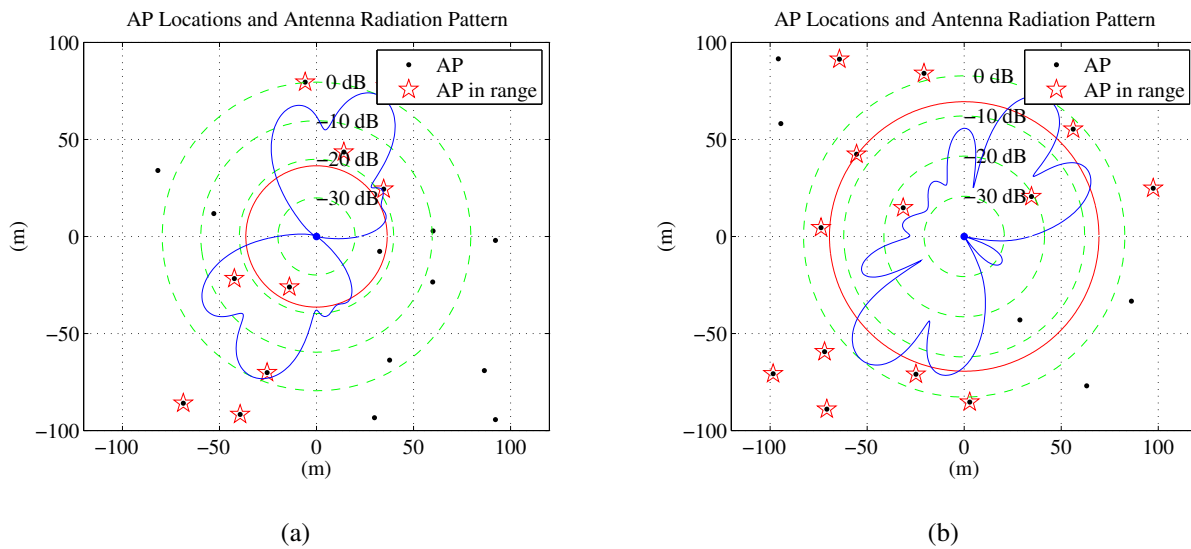 AP Locations and Antenna Radiation Pattern
100
50
0
−50
−100
(m)
−100
−50
0
50
100
(m)
0 dB
−10 dB
−20 dB
−30 dB
AP
AP in range
(a)
AP Locations and Antenna Radiation Pattern
100
50
0
−50
−100
(m)
−100
−50
0
50
100
(m)
0 dB
−10 dB
−20 dB
−30 dB
AP
AP in range
(b)